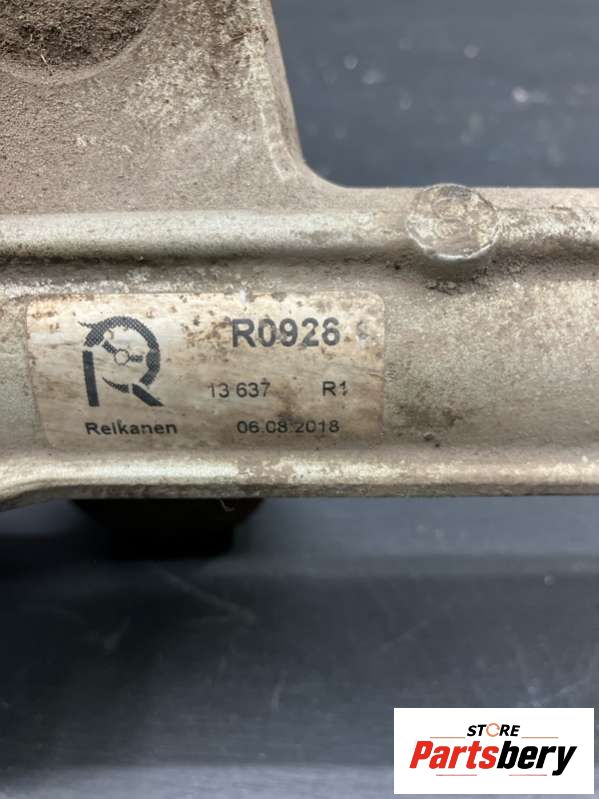 R0926
13 637 R1
Reikanen 06.08.2018
STORE
Partsbery